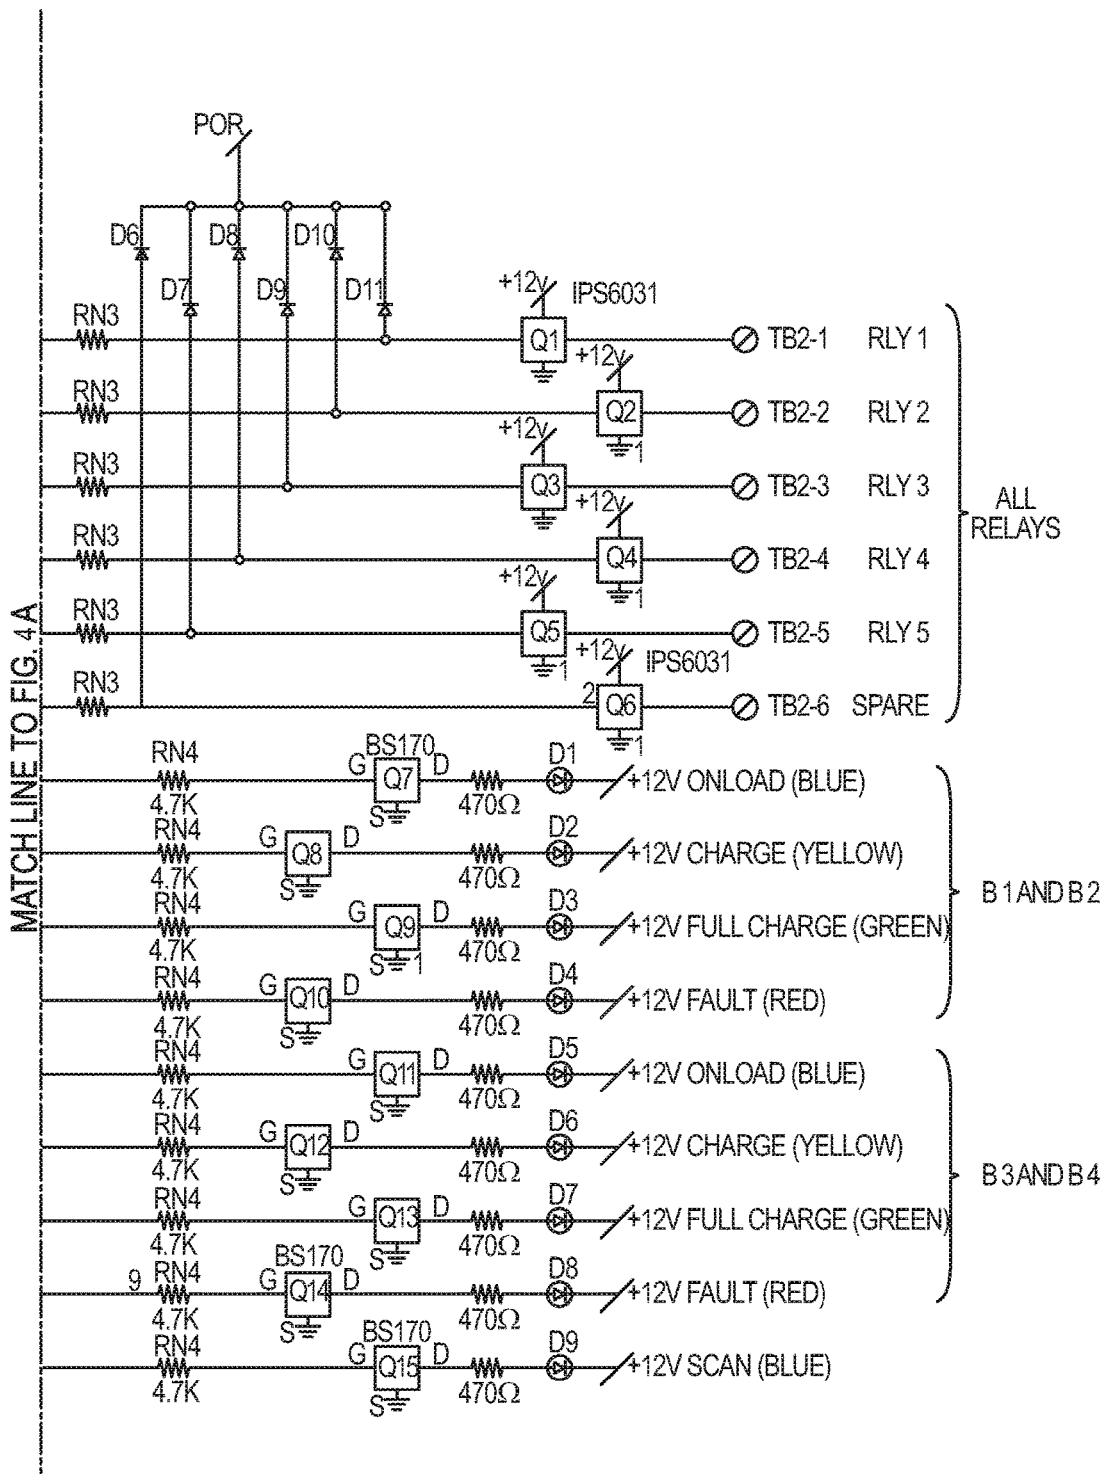 POR
D6
D8
D10
D7
D9
D11
+12v
IPS6031
RN3
Q1
TB2-1
RLY 1
+12v
RN3
Q2
TB2-2
RLY 2
1
+12v
RN3
Q3
TB2-3
RLY 3
+12v
ALL
RELAYS
RN3
Q4
TB2-4
RLY 4
1
+12v
RN3
Q5
TB2-5
RLY 5
1
+12v
IPS6031
RN3
2
Q6
TB2-6
SPARE
1
MATCH LINE TO FIG. 4A
RN4
4.7K
BS170
G
Q7
D
S
470Ω
D1
+12V ONLOAD (BLUE)
RN4
4.7K
G
Q8
D
S
470Ω
D2
+12V CHARGE (YELLOW)
RN4
4.7K
G
Q9
D
S
1
470Ω
D3
+12V FULL CHARGE (GREEN)
RN4
4.7K
G
Q10
D
S
470Ω
D4
+12V FAULT (RED)
B1ANDB2
RN4
4.7K
G
Q11
D
S
470Ω
D5
+12V ONLOAD (BLUE)
RN4
4.7K
G
Q12
D
S
470Ω
D6
+12V CHARGE (YELLOW)
RN4
4.7K
G
Q13
D
S
470Ω
D7
+12V FULL CHARGE (GREEN)
9
RN4
4.7K
BS170
G
Q14
D
S
470Ω
D8
+12V FAULT (RED)
B3ANDB4
RN4
4.7K
BS170
G
Q15
D
S
470Ω
D9
+12V SCAN (BLUE)